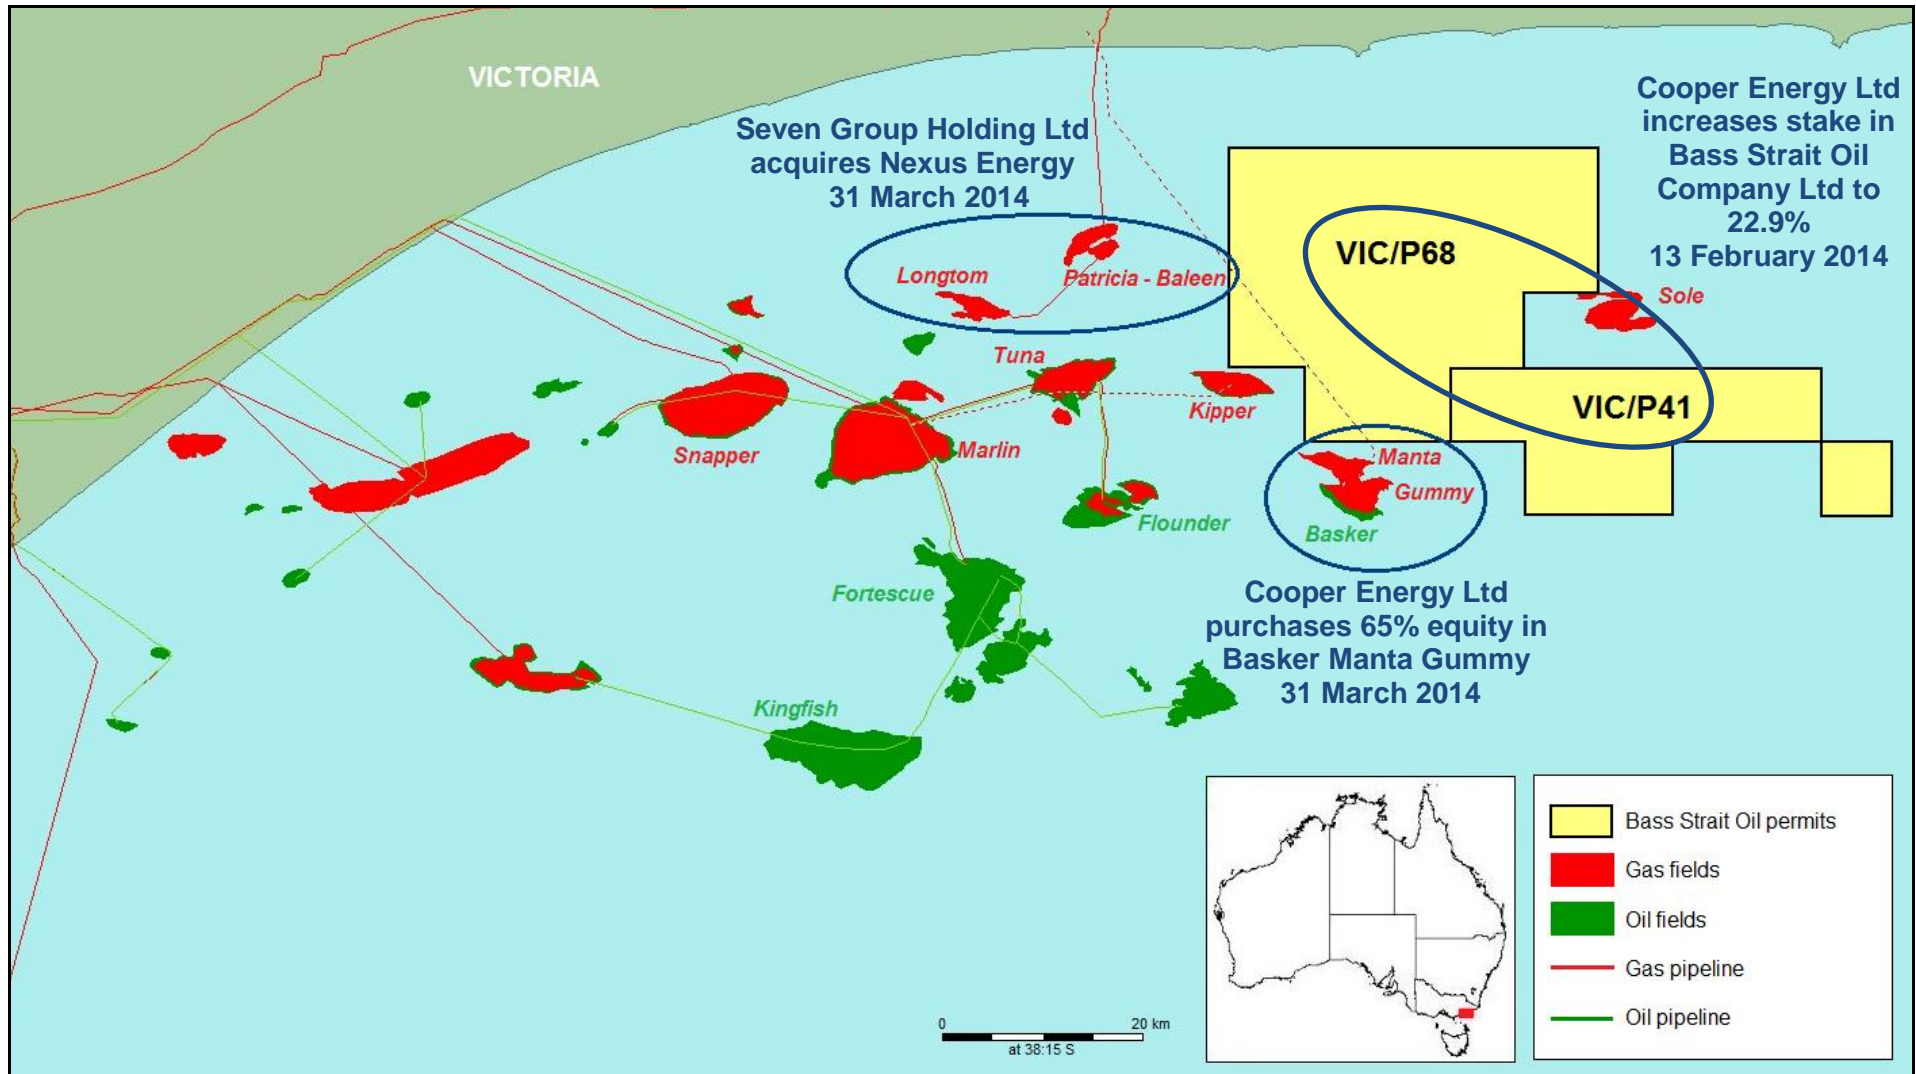 VICTORIA
Seven Group Holding Ltd
acquires Nexus Energy
31 March 2014
Cooper Energy Ltd
increases stake in
Bass Strait Oil
Company Ltd to
22.9%
13 February 2014
VIC/P68
Longtom
Patricia - Baleen
Sole
Tuna
Kipper
VIC/P41
Snapper
Marlin
Manta
Gummy
Flounder
Basker
Fortescue
Cooper Energy Ltd
purchases 65% equity in
Basker Manta Gummy
31 March 2014
Kingfish
Bass Strait Oil permits
Gas fields
Oil fields
Gas pipeline
Oil pipeline
0 20 km
at 38:15 S